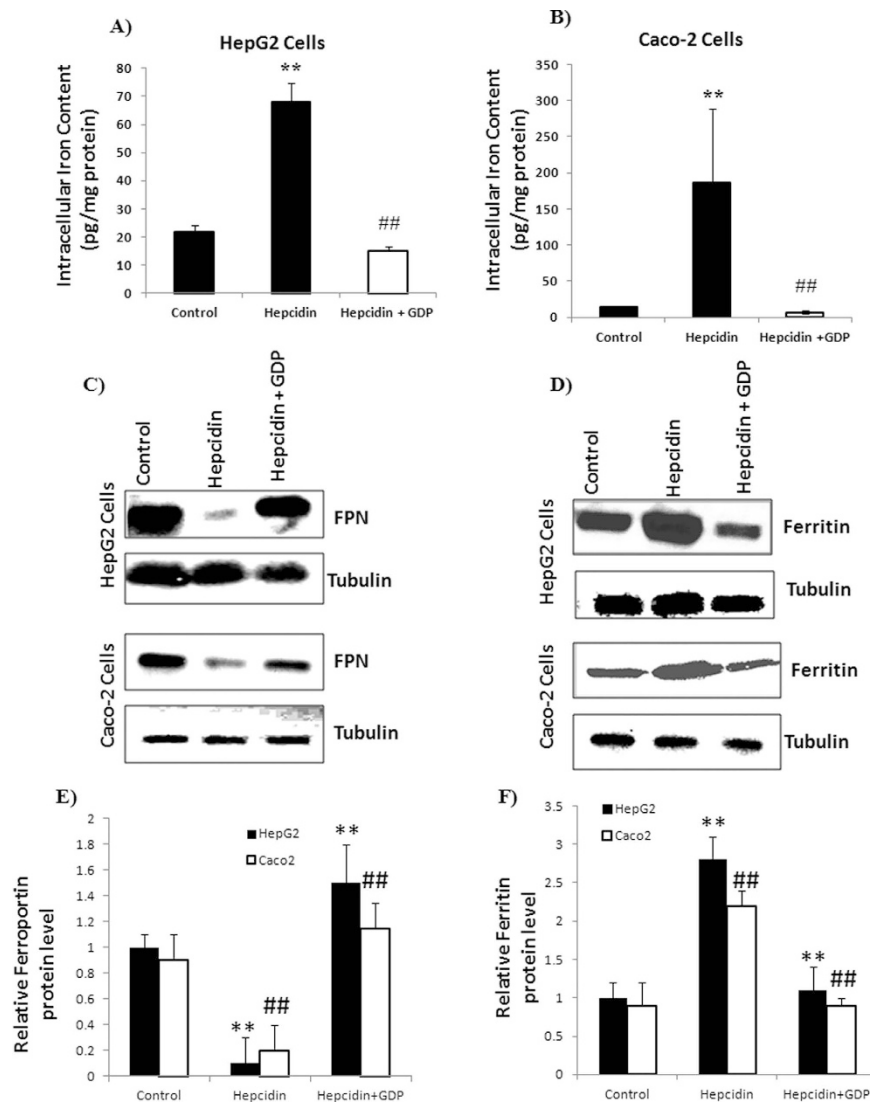 A)
HepG2 Cells
Intracellular Iron Content
(pg/mg protein)
80
70
60
50
40
30
20
10
0
**
##
Control Hepcidin Hepcidin + GDP
B)
Caco-2 Cells
Intracellular Iron Content
(pg/mg protein)
350
300
250
200
150
100
50
0
**
##
Control Hepcidin Hepcidin +GDP
C)
Control
Hepcidin
Hepcidin + GDP
HepG2 Cells
FPN
Tubulin
Caco-2 Cells
FPN
Tubulin
D)
Control
Hepcidin
Hepcidin + GDP
HepG2 Cells
Ferritin
Tubulin
Caco-2 Cells
Ferritin
Tubulin
E)
Relative Ferroportin
protein level
2
1.8
1.6
1.4
1.2
1
0.8
0.6
0.4
0.2
0
HepG2
Caco2
**
##
**
##
Control Hepcidin Hepcidin+GDP
F)
Relative Ferritin
protein level
3.5
3
2.5
2
1.5
1
0.5
0
HepG2
Caco2
**
##
**
##
Control Hepcidin Hepcidin+GDP